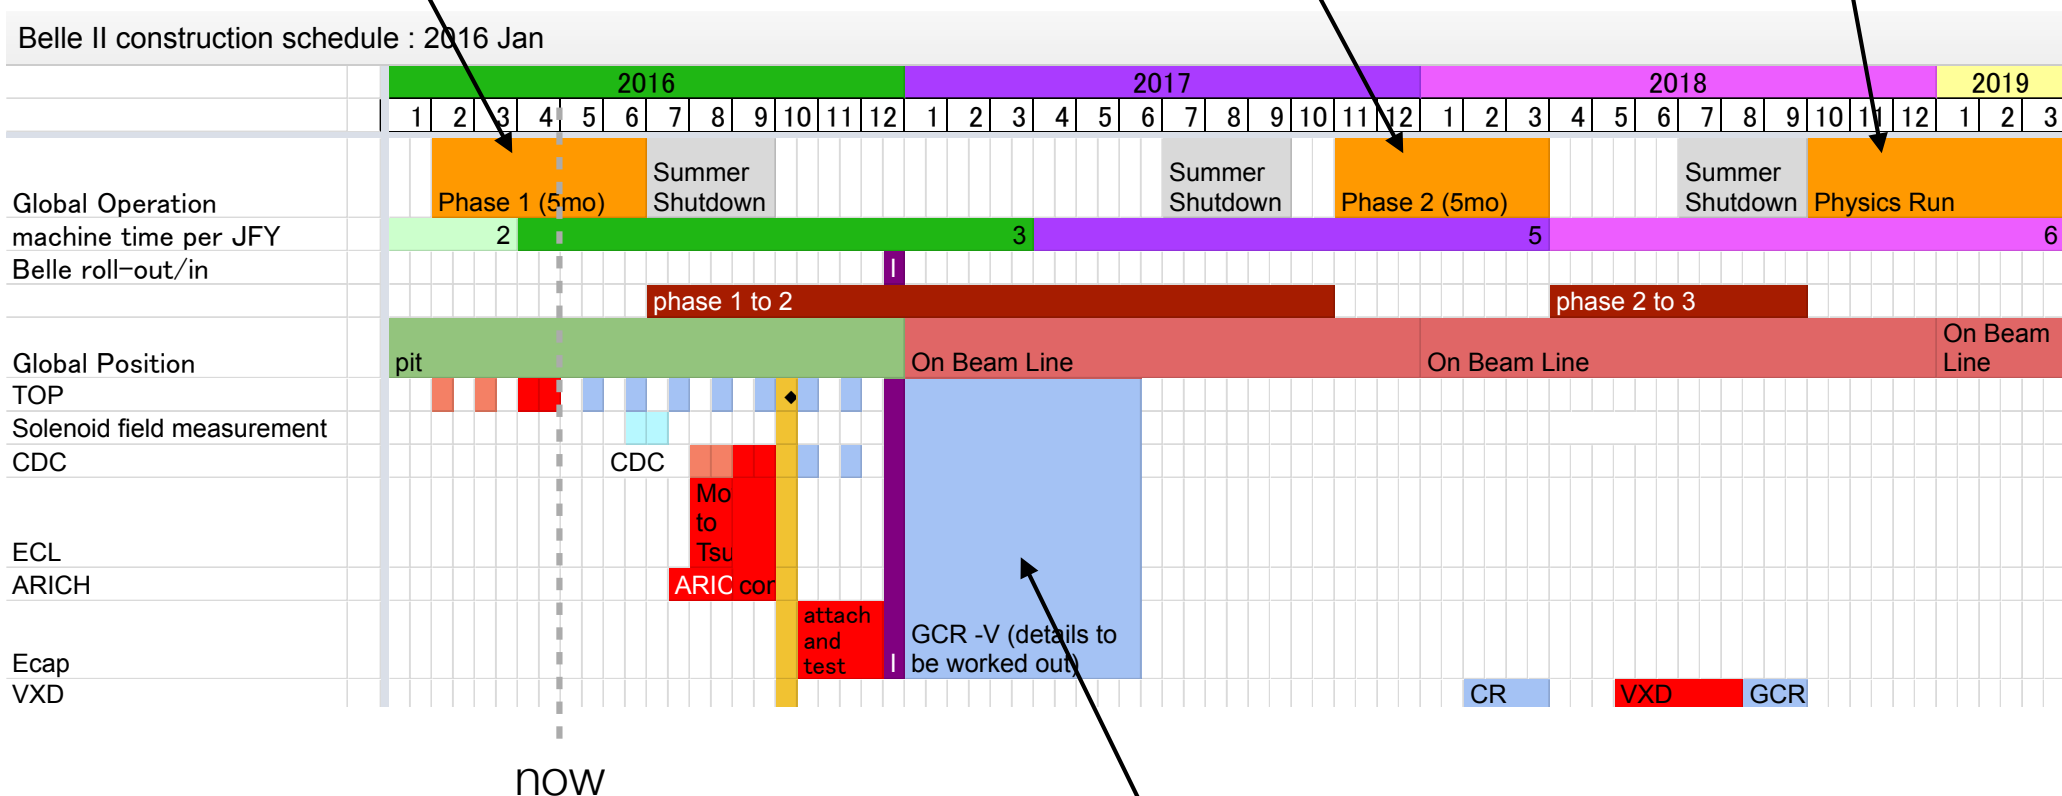 Belle II construction schedule : 2016 Jan
2016 2017 2018 2019
1 2 3 4 5 6 7 8 9 10 11 12 1 2 3 4 5 6 7 8 9 10 11 12 1 2 3 4 5 6 7 8 9 10 11 12 1 2 3
Global Operation
Phase 1 (5mo)
Summer
Shutdown
Summer
Shutdown
Phase 2 (5mo)
Summer
Shutdown
Physics Run
machine time per JFY 2 3 5 6
Belle roll-out/in I
phase 1 to 2 phase 2 to 3
Global Position pit On Beam Line On Beam Line
On Beam
Line
TOP
Solenoid field measurement
CDC CDC
ECL
Mo
to
Tsu
ARICH ARIC cor
Ecap
attach
and
test
I
GCR -V (details to
be worked out)
VXD CR VXD GCR
now